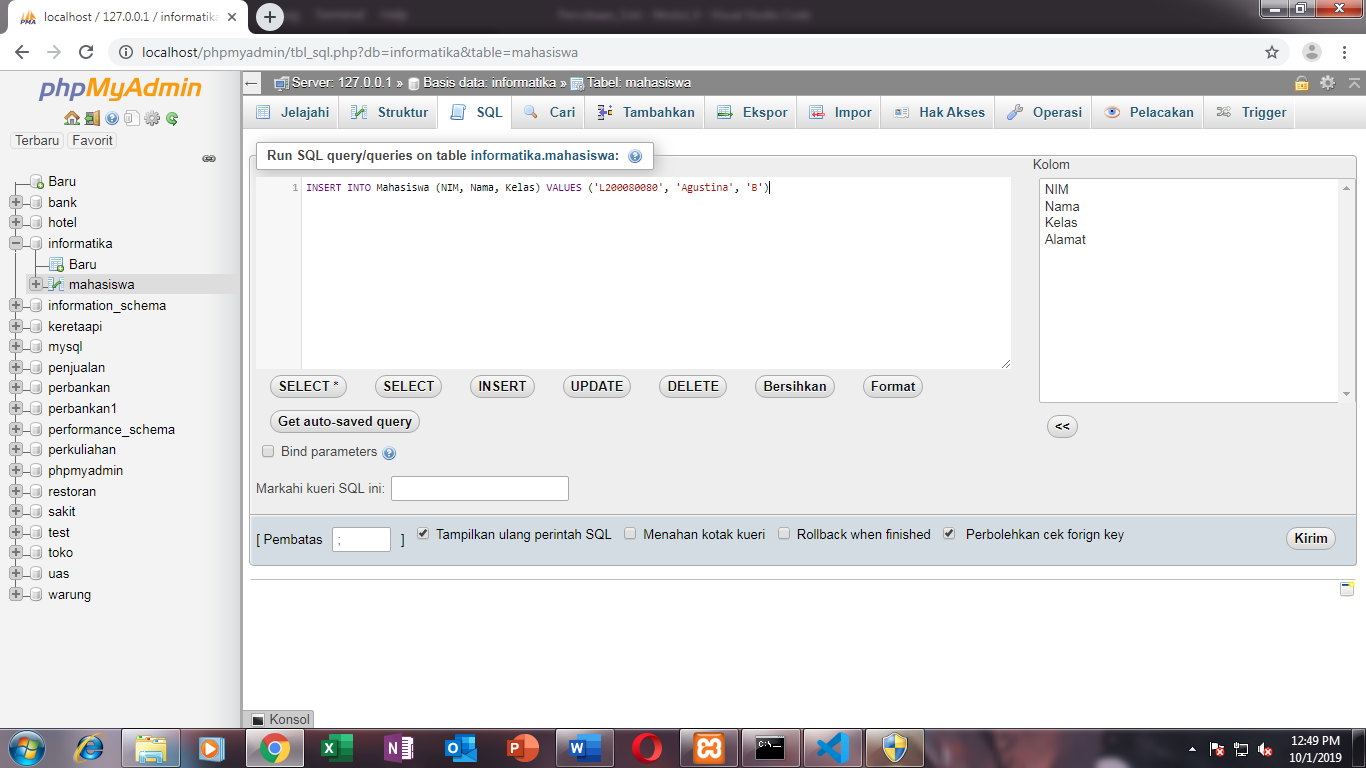 localhost / 127.0.0.1 / informatika
localhost/phpmyadmin/tbl_sql.php?db=informatika&table=mahasiswa
phpMyAdmin
Terbaru Favorit
Baru
bank
hotel
informatika
Baru
mahasiswa
information_schema
keretaapi
mysql
penjualan
perbankan
perbankan1
performance_schema
perkuliahan
phpmyadmin
restoran
sakit
test
toko
uas
warung
Server: 127.0.0.1 » Basis data: informatika » Tabel: mahasiswa
Jelajahi Struktur SQL Cari Tambahkan Ekspor Impor Hak Akses Operasi Pelacakan Trigger
Run SQL query/queries on table informatika.mahasiswa:
1 INSERT INTO Mahasiswa (NIM, Nama, Kelas) VALUES ('L200080080', 'Agustina', 'B')
Kolom
NIM
Nama
Kelas
Alamat
SELECT * SELECT INSERT UPDATE DELETE Bersihkan Format
Get auto-saved query
<<
Bind parameters
Markahi kueri SQL ini:
[ Pembatas ; ] Tampilkan ulang perintah SQL Menahan kotak kueri Rollback when finished Perbolehkan cek forign key Kirim
Konsol
12:49 PM
10/1/2019